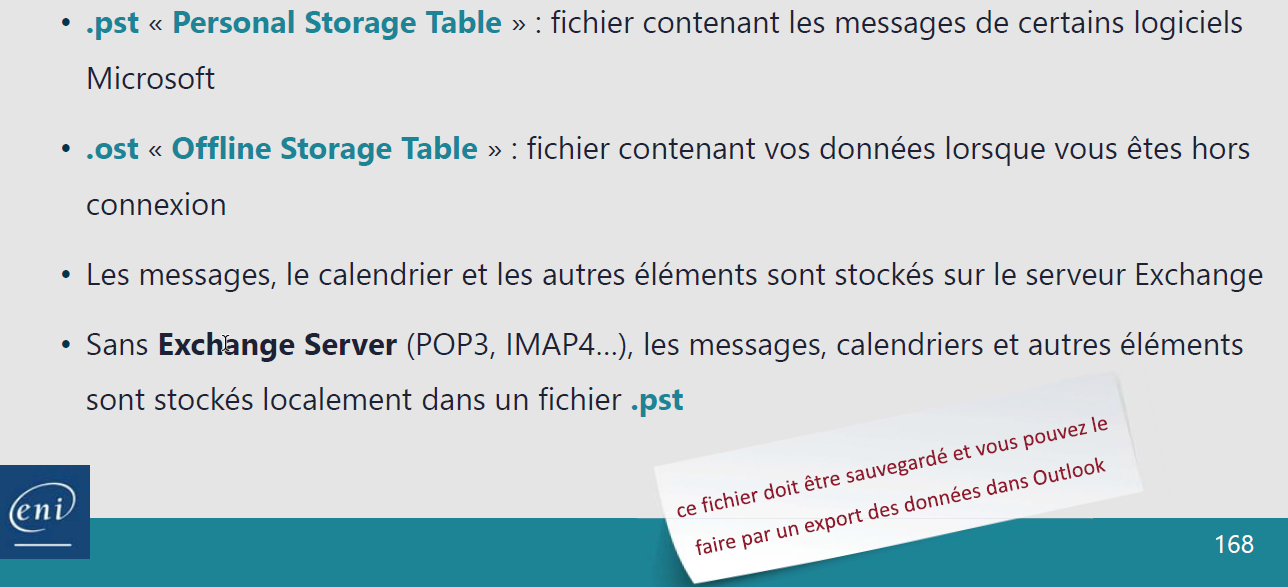 • .pst « Personal Storage Table » : fichier contenant les messages de certains logiciels
Microsoft
• .ost « Offline Storage Table » : fichier contenant vos données lorsque vous êtes hors
connexion
• Les messages, le calendrier et les autres éléments sont stockés sur le serveur Exchange
• Sans Exchange Server (POP3, IMAP4...), les messages, calendriers et autres éléments
sont stockés localement dans un fichier .pst
ce fichier doit être sauvegardé et vous pouvez le
faire par un export des données dans Outlook
eni
168